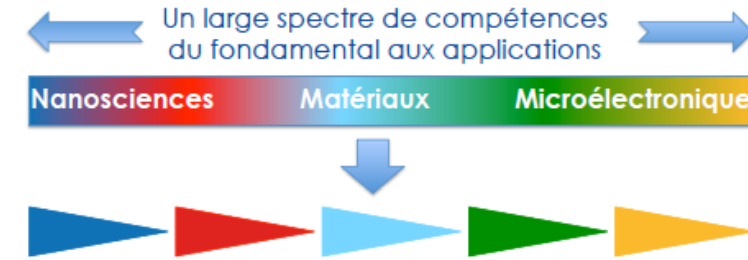 Un large spectre de compétences
du fondamental aux applications
Nanosciences Matériaux Microélectronique